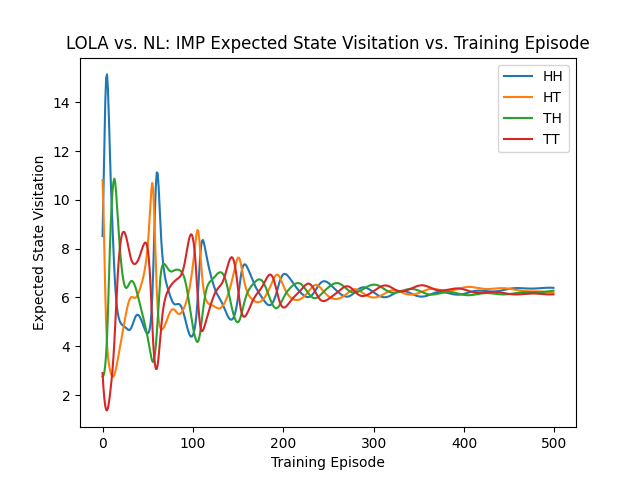 LOLA vs. NL: IMP Expected State Visitation vs. Training Episode
HH
HT
TH
TT
14
12
10
8
6
4
2
Expected State Visitation
0
100
200
300
400
500
Training Episode